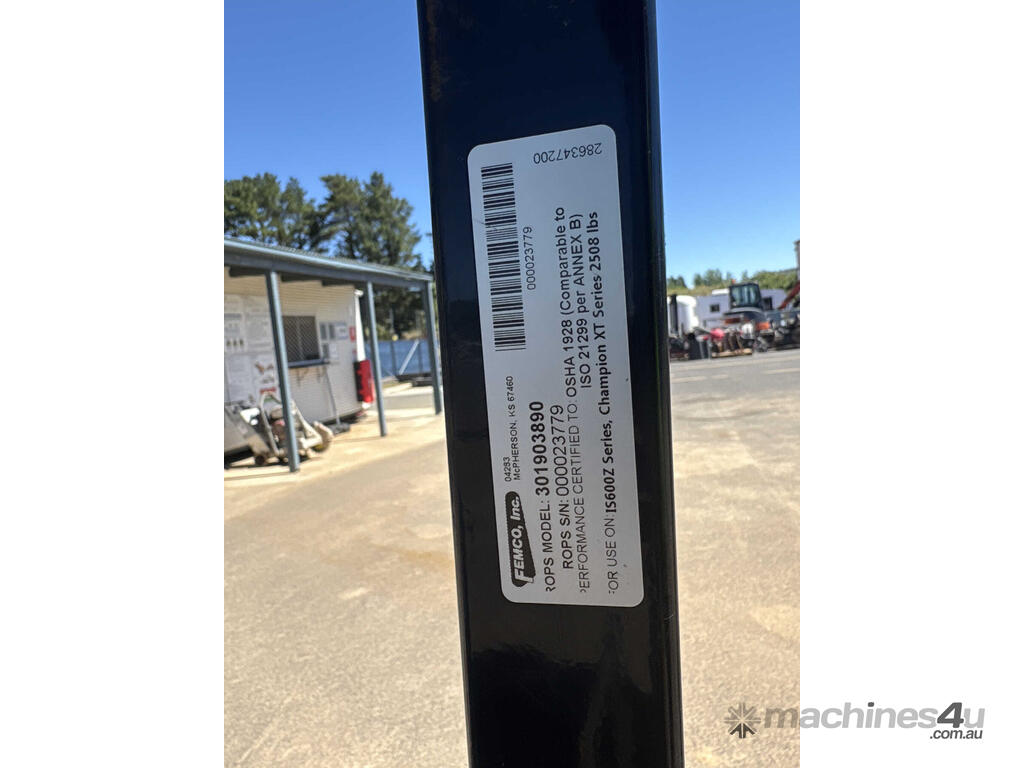 FEMCO, Inc.
04283
McPHERSON, KS 67460
000023779
286347200
ROPS MODEL: 301903890
ROPS S/N: 000023779
PERFORMANCE CERTIFIED TO: OSHA 1928 (Comparable to
ISO 21299 per ANNEX B)
FOR USE ON: IS600Z Series, Champion XT Series 2508 lbs
machines4u
.com.au